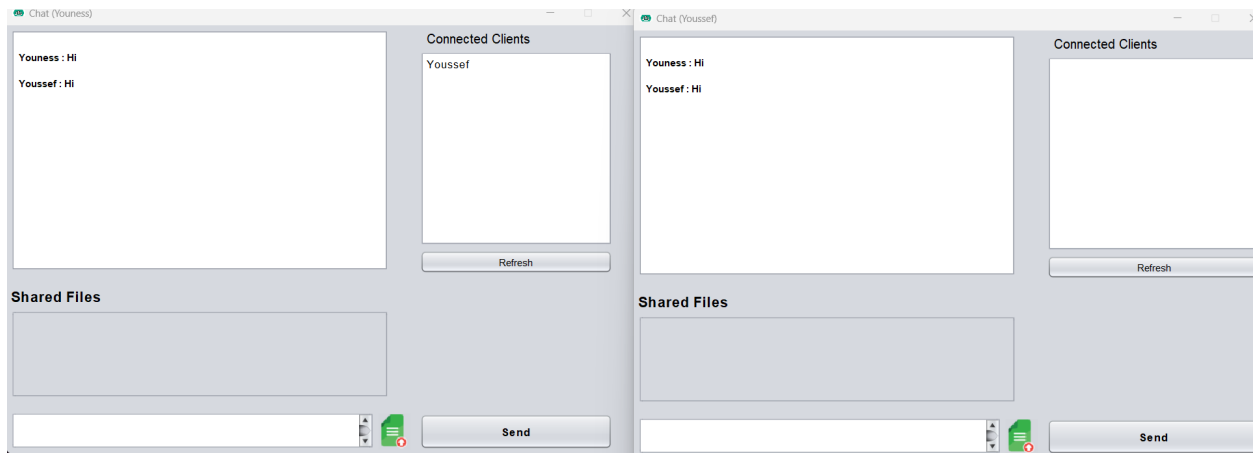 Chat (Youness)
Connected Clients
Youness : Hi
Youssef
Youssef : Hi
Refresh
Shared Files
Send
Chat (Youssef)
Connected Clients
Youness : Hi
Youssef : Hi
Refresh
Shared Files
Send